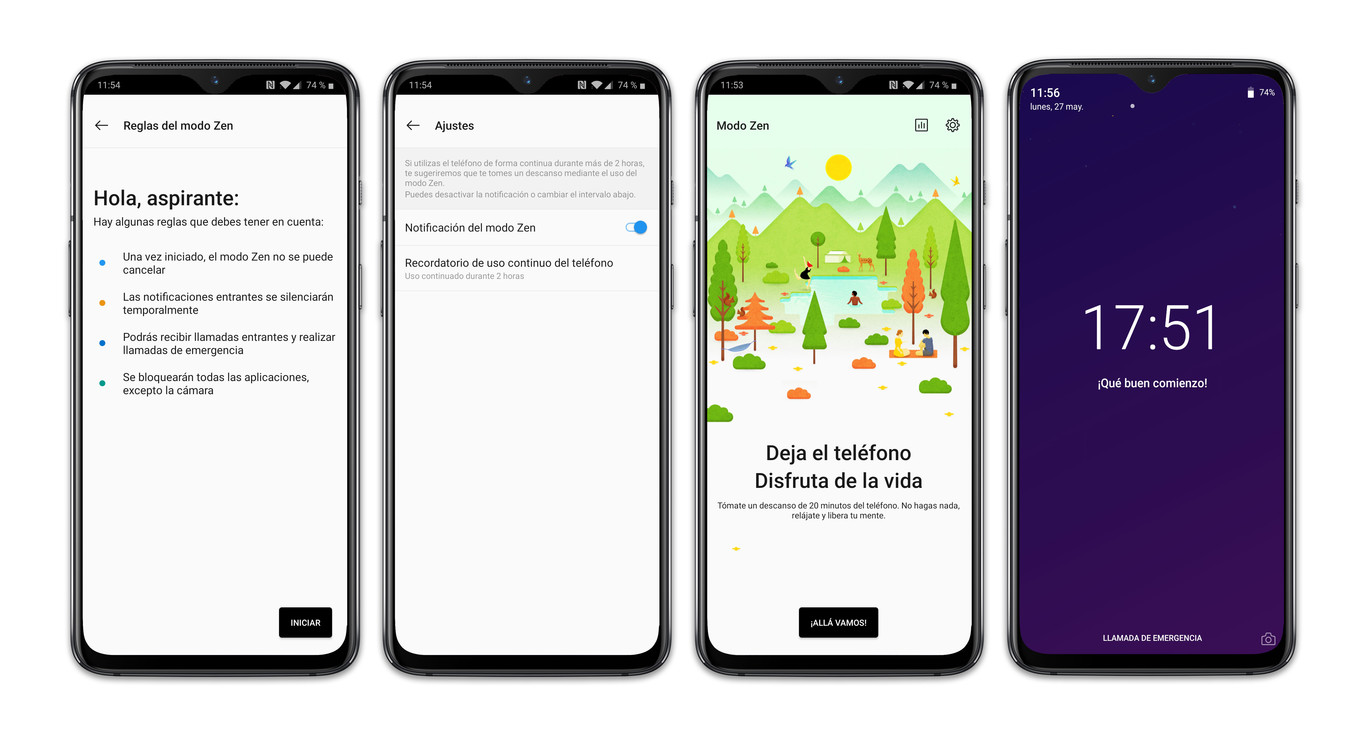 11:54
74 %
Reglas del modo Zen
Hola, aspirante:
Hay algunas reglas que debes tener en cuenta:
Una vez iniciado, el modo Zen no se puede
cancelar
Las notificaciones entrantes se silenciarán
temporalmente
Podrás recibir llamadas entrantes y realizar
llamadas de emergencia
Se bloquearán todas las aplicaciones,
excepto la cámara
INICIAR
11:54
74 %
Ajustes
Si utilizas el teléfono de forma continua durante más de 2 horas,
te sugeriremos que te tomes un descanso mediante el uso del
modo Zen.
Puedes desactivar la notificación o cambiar el intervalo abajo.
Notificación del modo Zen
Recordatorio de uso continuo del teléfono
Uso continuado durante 2 horas
11:53
74 %
Modo Zen
Deja el teléfono
Disfruta de la vida
Tómate un descanso de 20 minutos del teléfono. No hagas nada,
relájate y libera tu mente.
¡ALLÁ VAMOS!
11:56
74%
lunes, 27 may.
17:51
¡Qué buen comienzo!
LLAMADA DE EMERGENCIA